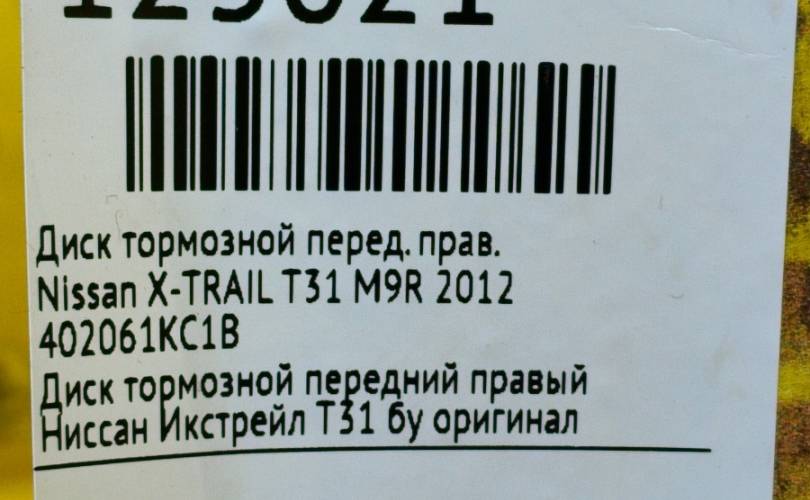 125621
Диск тормозной перед. прав.
Nissan X-TRAIL T31 M9R 2012
402061KC1B
Диск тормозной передний правый
Ниссан Икстрейл Т31 бу оригинал